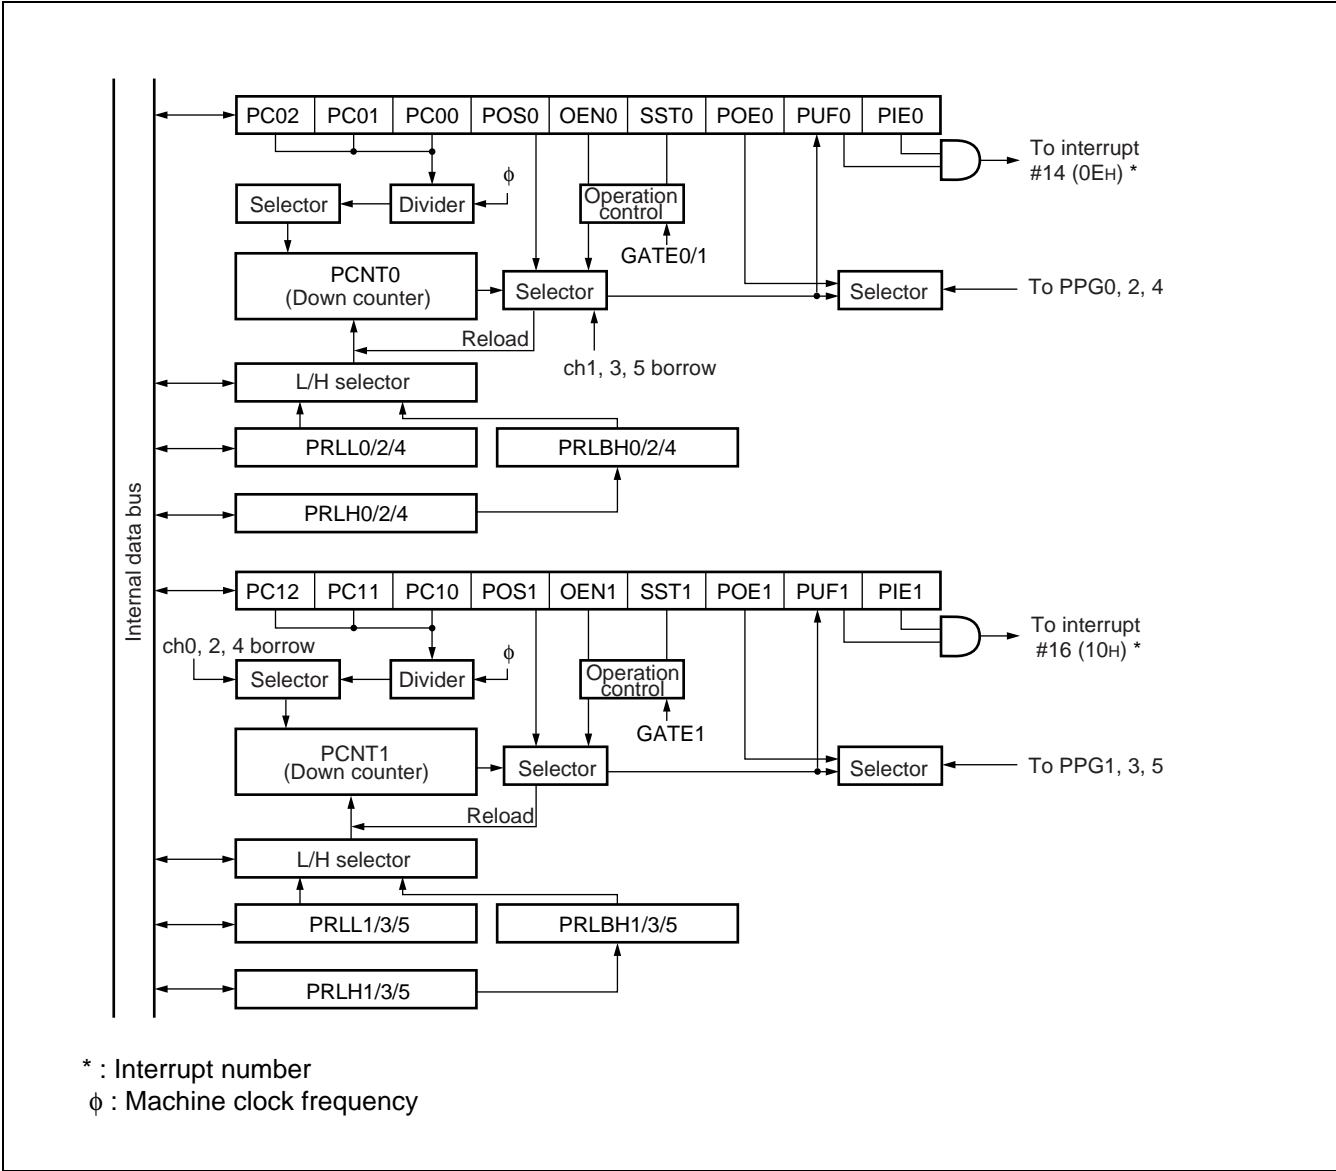 PC02 PC01 PC00 POS0 OEN0 SST0 POE0 PUF0 PIE0
To interrupt
#14 (0EH) *
ϕ
Selector
Divider
Operation
control
GATE0/1
PCNT0
(Down counter)
Selector
Selector
To PPG0, 2, 4
Reload
ch1, 3, 5 borrow
L/H selector
PRLL0/2/4
PRLBH0/2/4
PRLH0/2/4
Internal data bus
PC12 PC11 PC10 POS1 OEN1 SST1 POE1 PUF1 PIE1
To interrupt
#16 (10H) *
ch0, 2, 4 borrow
ϕ
Selector
Divider
Operation
control
GATE1
PCNT1
(Down counter)
Selector
Selector
To PPG1, 3, 5
Reload
L/H selector
PRLL1/3/5
PRLBH1/3/5
PRLH1/3/5
* : Interrupt number
ϕ : Machine clock frequency